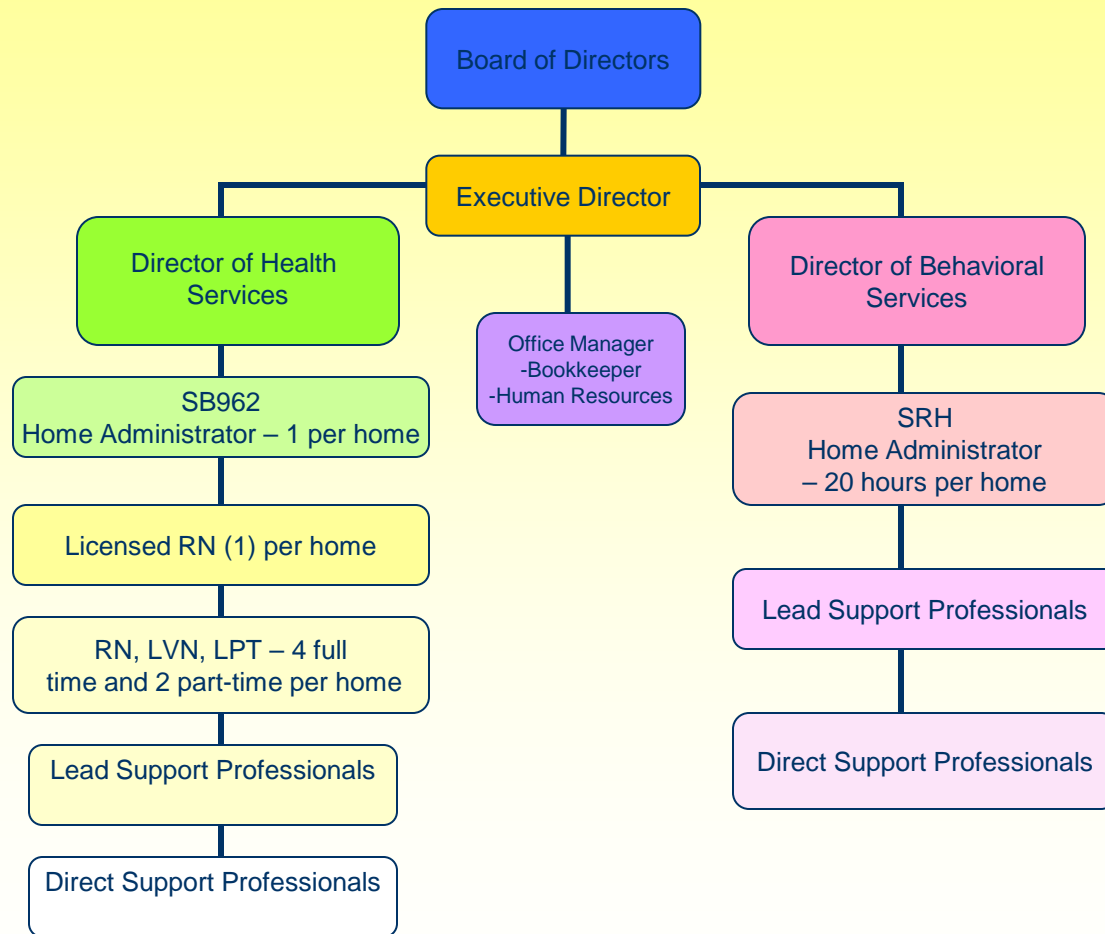 Board of Directors
Executive Director
Director of Health
Services
Director of Behavioral
Services
Office Manager
-Bookkeeper
-Human Resources
SB962
Home Administrator – 1 per home
SRH
Home Administrator
– 20 hours per home
Licensed RN (1) per home
Lead Support Professionals
RN, LVN, LPT – 4 full
time and 2 part-time per home
Direct Support Professionals
Lead Support Professionals
Direct Support Professionals